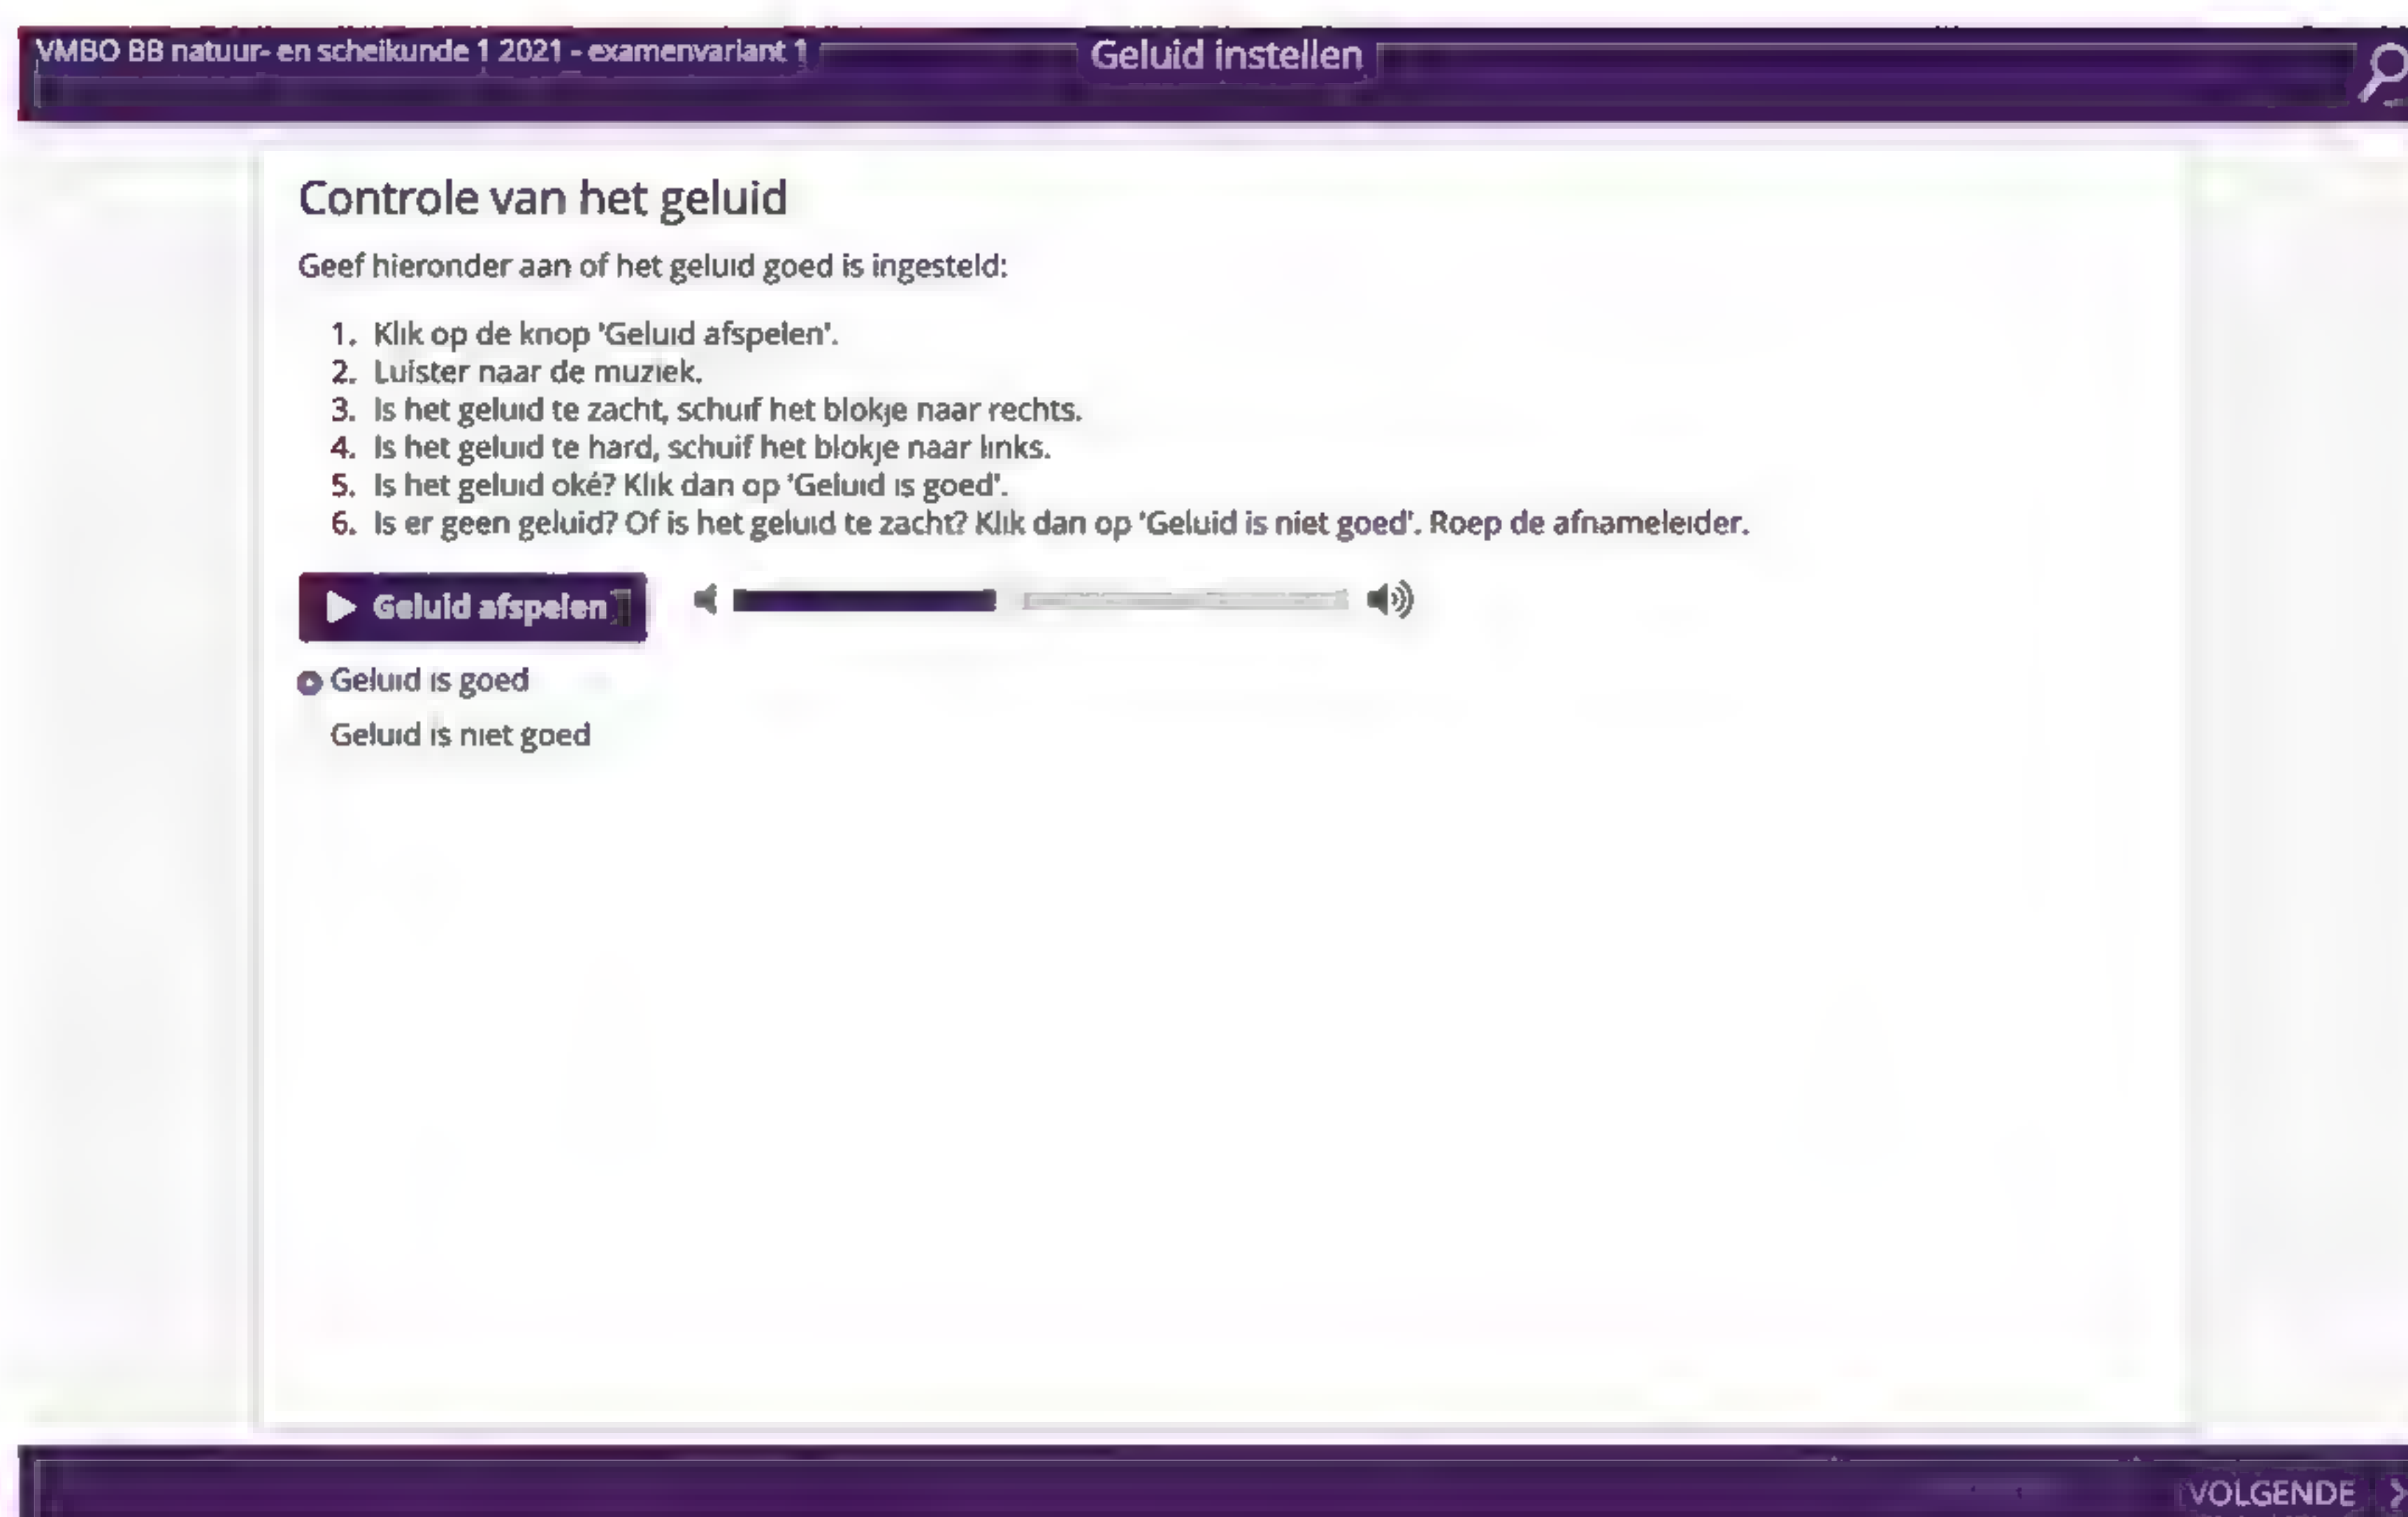 VMBO BB natuur- en scheikunde 1 2021 - examenvariant 1
Geluid instellen
Controle van het geluid
Geef hieronder aan of het geluid goed is ingesteld:
1. Klik op de knop 'Geluid afspelen'.
2. Luister naar de muziek.
3. Is het geluid te zacht, schuif het blokje naar rechts.
4. Is het geluid te hard, schuif het blokje naar links.
5. Is het geluid oké? Klik dan op 'Geluid is goed'.
6. Is er geen geluid? Of is het geluid te zacht? Klik dan op 'Geluid is niet goed'. Roep de afnameleider.
Geluid afspelen
Geluid is goed
Geluid is niet goed
VOLGENDE